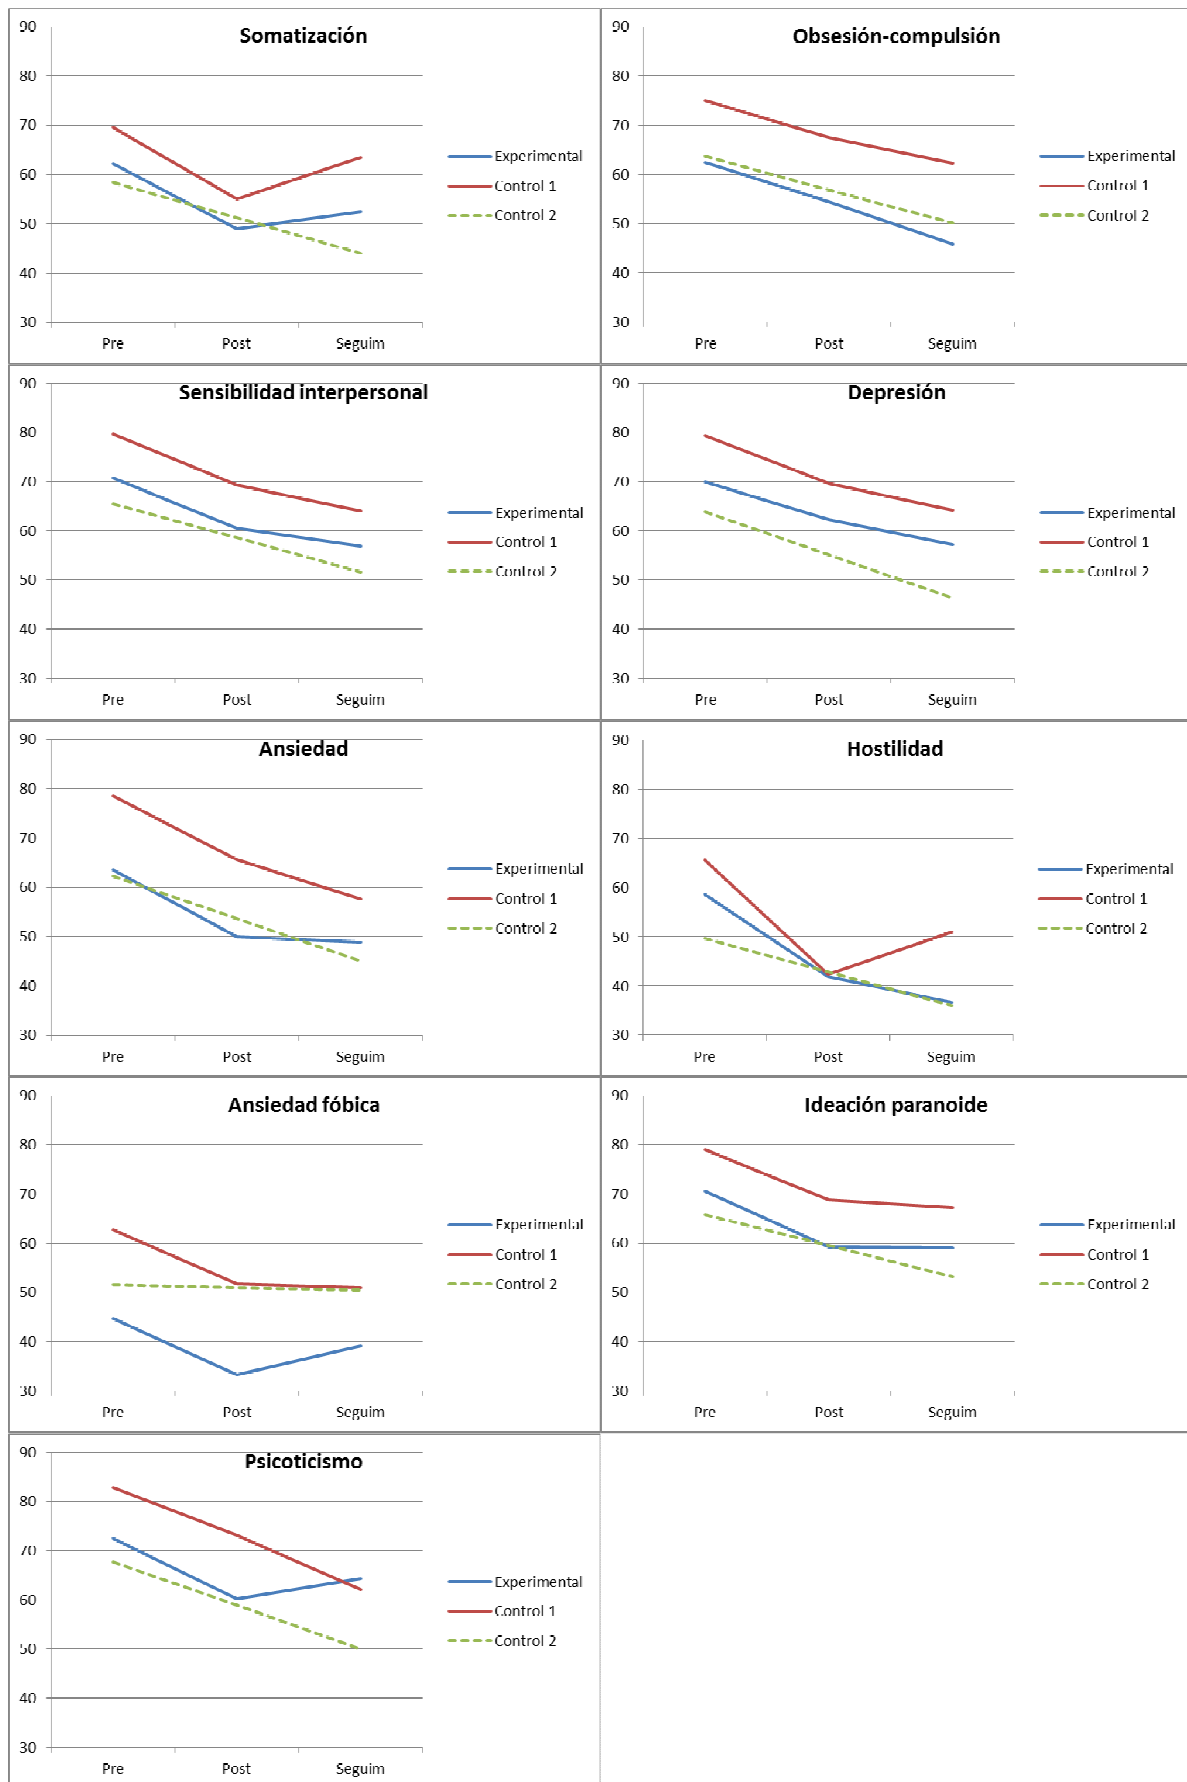 Somatización
90
80
70
60
50
40
30
Pre Post Seguim
Experimental
Control 1
Control 2
Obsesión-compulsión
90
80
70
60
50
40
30
Pre Post Seguim
Experimental
Control 1
Control 2
Sensibilidad interpersonal
90
80
70
60
50
40
30
Pre Post Seguim
Experimental
Control 1
Control 2
Depresión
90
80
70
60
50
40
30
Pre Post Seguim
Experimental
Control 1
Control 2
Ansiedad
90
80
70
60
50
40
30
Pre Post Seguim
Experimental
Control 1
Control 2
Hostilidad
90
80
70
60
50
40
30
Pre Post Seguim
Experimental
Control 1
Control 2
Ansiedad fóbica
90
80
70
60
50
40
30
Pre Post Seguim
Experimental
Control 1
Control 2
Ideación paranoide
90
80
70
60
50
40
30
Pre Post Seguim
Experimental
Control 1
Control 2
Psicoticismo
90
80
70
60
50
40
30
Pre Post Seguim
Experimental
Control 1
Control 2